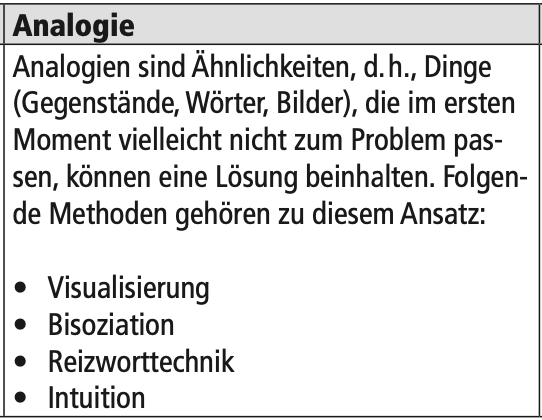 Analogie
Analogien sind Ähnlichkeiten, d. h., Dinge
(Gegenstände, Wörter, Bilder), die im ersten
Moment vielleicht nicht zum Problem pas-
sen, können eine Lösung beinhalten. Folgen-
de Methoden gehören zu diesem Ansatz:
• Visualisierung
• Bisoziation
• Reizworttechnik
• Intuition